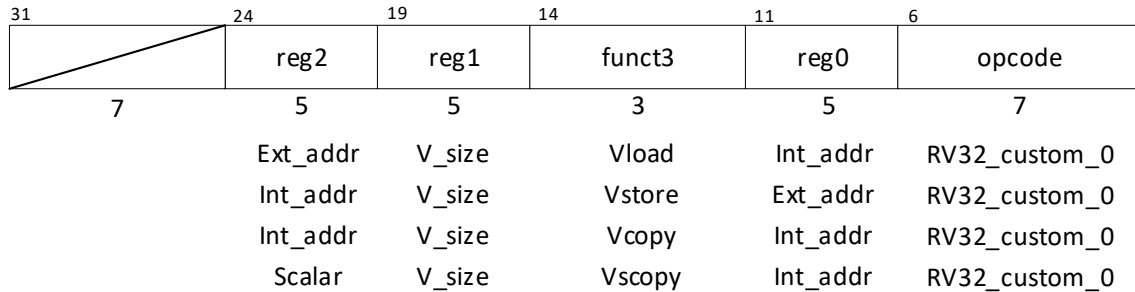 31 24 19 14 11 6
reg2 reg1 funct3 reg0 opcode
7 5 5 3 5 7
Ext_addr V_size Vload Int_addr RV32_custom_0
Int_addr V_size Vstore Ext_addr RV32_custom_0
Int_addr V_size Vcopy Int_addr RV32_custom_0
Scalar V_size Vscopy Int_addr RV32_custom_0